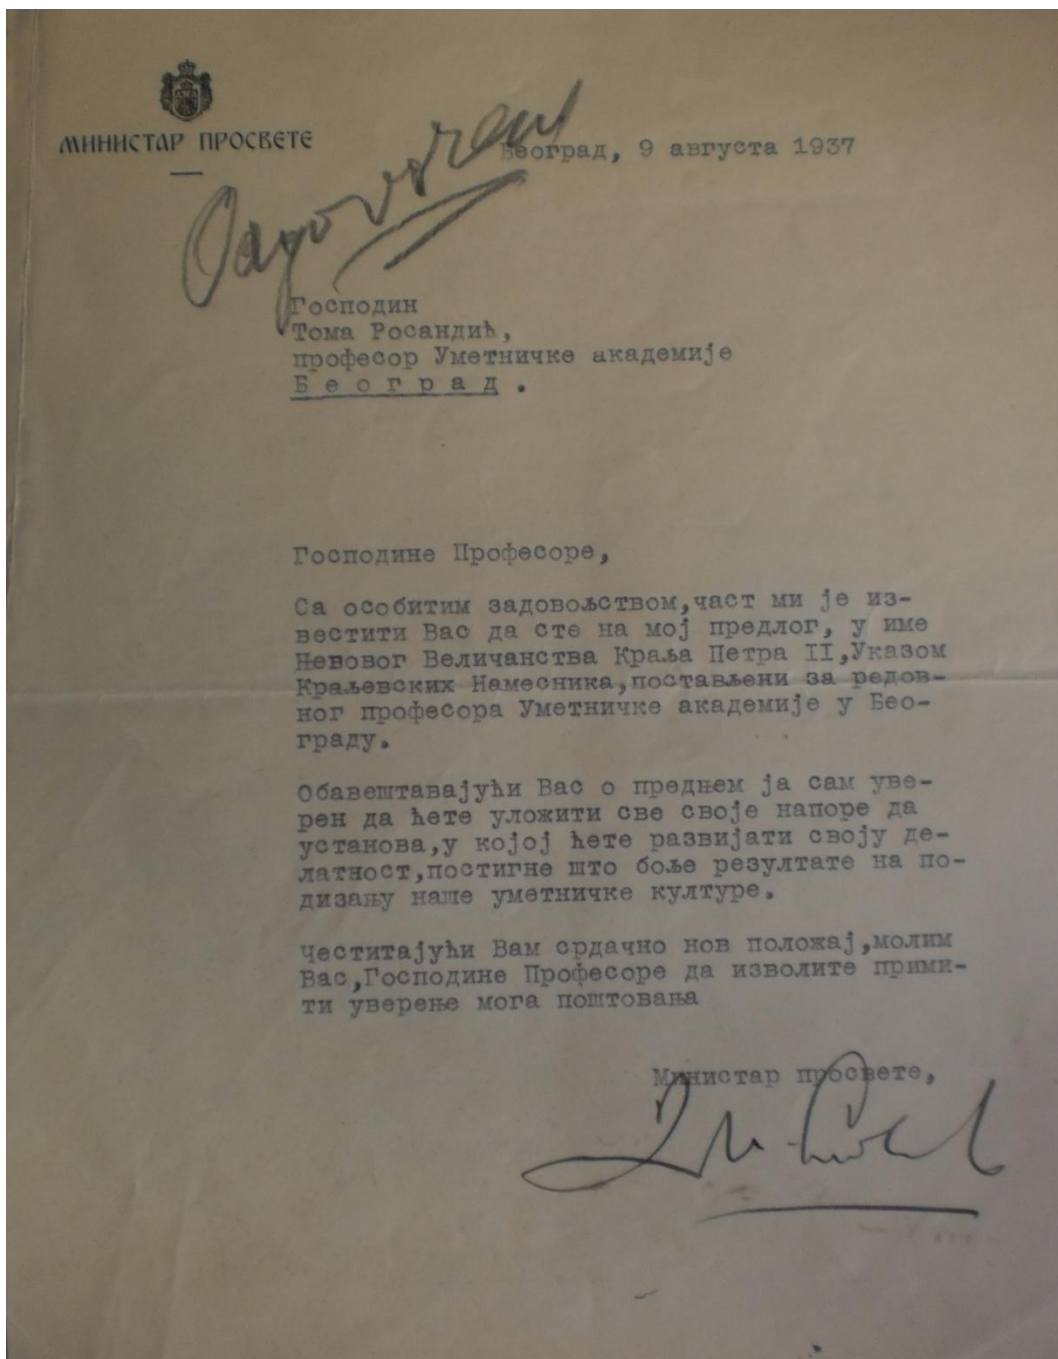 МИНИСТАР ПРОСВЕТЕ
Одговорено
Београд, 9 августа 1937
Господин
Тома Росандић,
професор Уметничке академије
Београд.
Господине Професоре,
Са особитим задовољством,част ми је из-
вестити Вас да сте на мој предлог, у име
Невовог Величанства Краља Петра II,Указом
Краљевских Намесника,постављени за редов-
ног професора Уметничке академије у Бео-
граду.
Обавештавајући Вас о предњем ја сам уве-
рен да ћете уложити све своје напоре да
установа,у којој ћете развијати своју де-
латност,постигне што боље резултате на по-
дизању наше уметничке културе.
Честитајући Вам срдачно нов положај,молим
Вас,Господине Професоре да изволите прими-
ти уверење мога поштовања
Министар просвете,